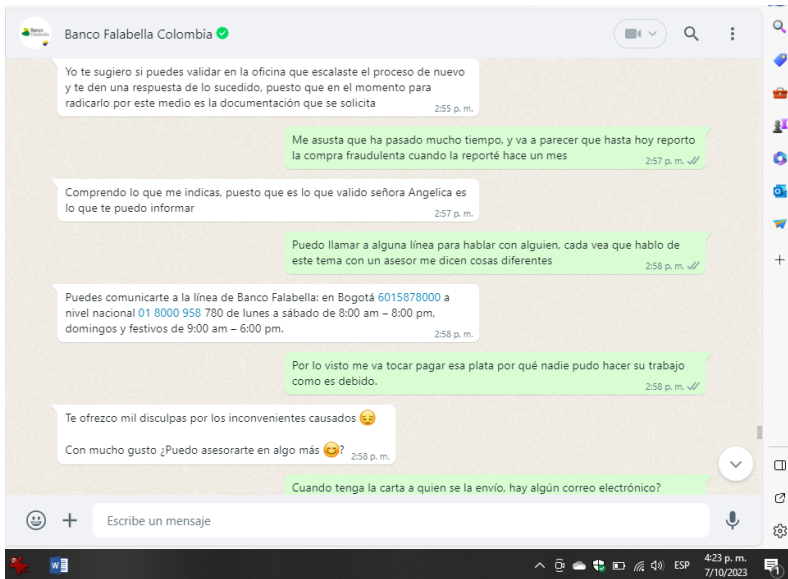 Banco Falabella
Banco Falabella Colombia
Yo te sugiero si puedes validar en la oficina que escalaste el proceso de nuevo
y te den una respuesta de lo sucedido, puesto que en el momento para
radicarlo por este medio es la documentación que se solicita
2:55 p. m.
Me asusta que ha pasado mucho tiempo, y va a parecer que hasta hoy reporto
la compra fraudulenta cuando la reporté hace un mes
2:57 p. m.
Comprendo lo que me indicas, puesto que es lo que valido señora Angelica es
lo que te puedo informar
2:57 p. m.
Puedo llamar a alguna línea para hablar con alguien. cada vea que hablo de
este tema con un asesor me dicen cosas diferentes
2:58 p. m.
Puedes comunicarte a la línea de Banco Falabella: en Bogotá 6015878000 a
nivel nacional 01 8000 958 780 de lunes a sábado de 8:00 am – 8:00 pm,
domingos y festivos de 9:00 am – 6:00 pm.
2:58 p. m.
Por lo visto me va tocar pagar esa plata por qué nadie pudo hacer su trabajo
como es debido.
2:58 p. m.
Te ofrezco mil disculpas por los inconvenientes causados 😔
Con mucho gusto ¿Puedo asesorarte en algo más 😊?
2:58 p. m.
Cuando tenga la carta a quien se la envío, hay algún correo electrónico?
Escribe un mensaje
W
ESP
4:23 p. m.
7/10/2023
1